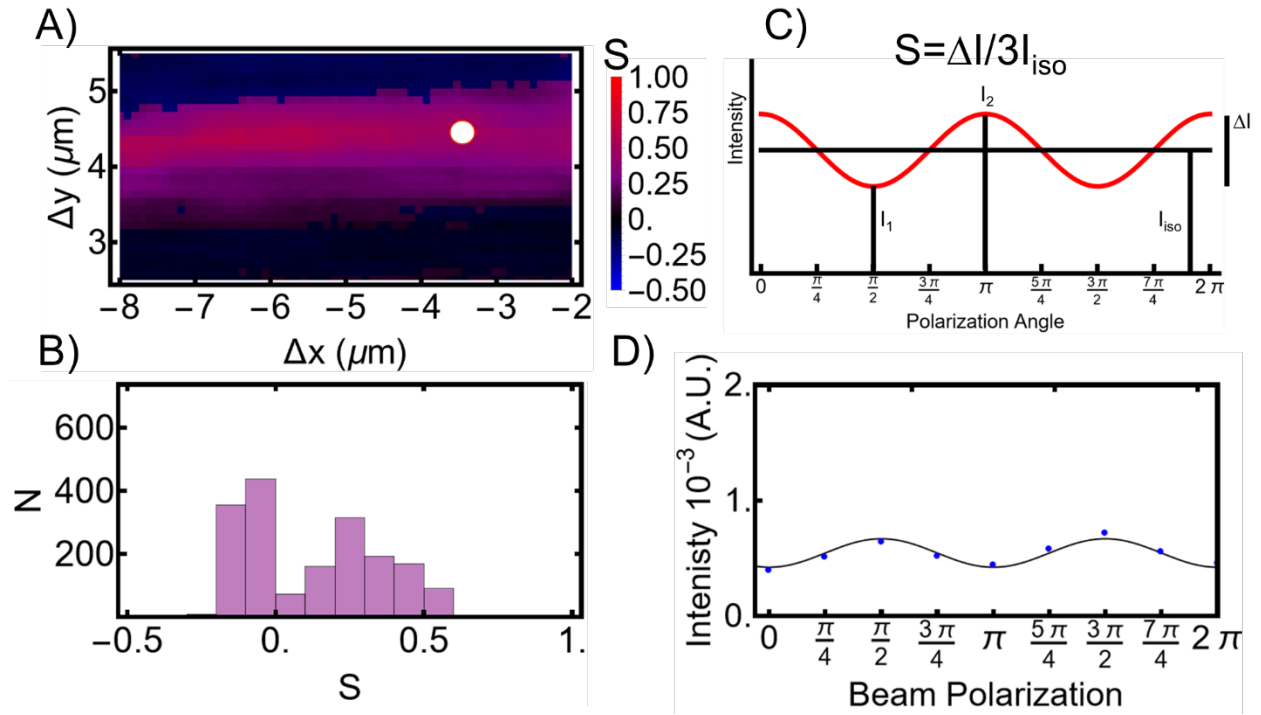 A)
Δy (μm)
5
4
3
−8 −7 −6 −5 −4 −3 −2
Δx (μm)
S
1.00
0.75
0.50
0.25
0.
−0.25
−0.50
C)
S=ΔI/3I_iso
Intensity
I_2
I_1
I_iso
ΔI
0 π/4 π/2 3π/4 π 5π/4 3π/2 7π/4 2π
Polarization Angle
B)
N
600
400
200
−0.5 0. 0.5 1.
S
D)
Intenisty 10⁻³ (A.U.)
2.
1.
0.
0 π/4 π/2 3π/4 π 5π/4 3π/2 7π/4 2π
Beam Polarization